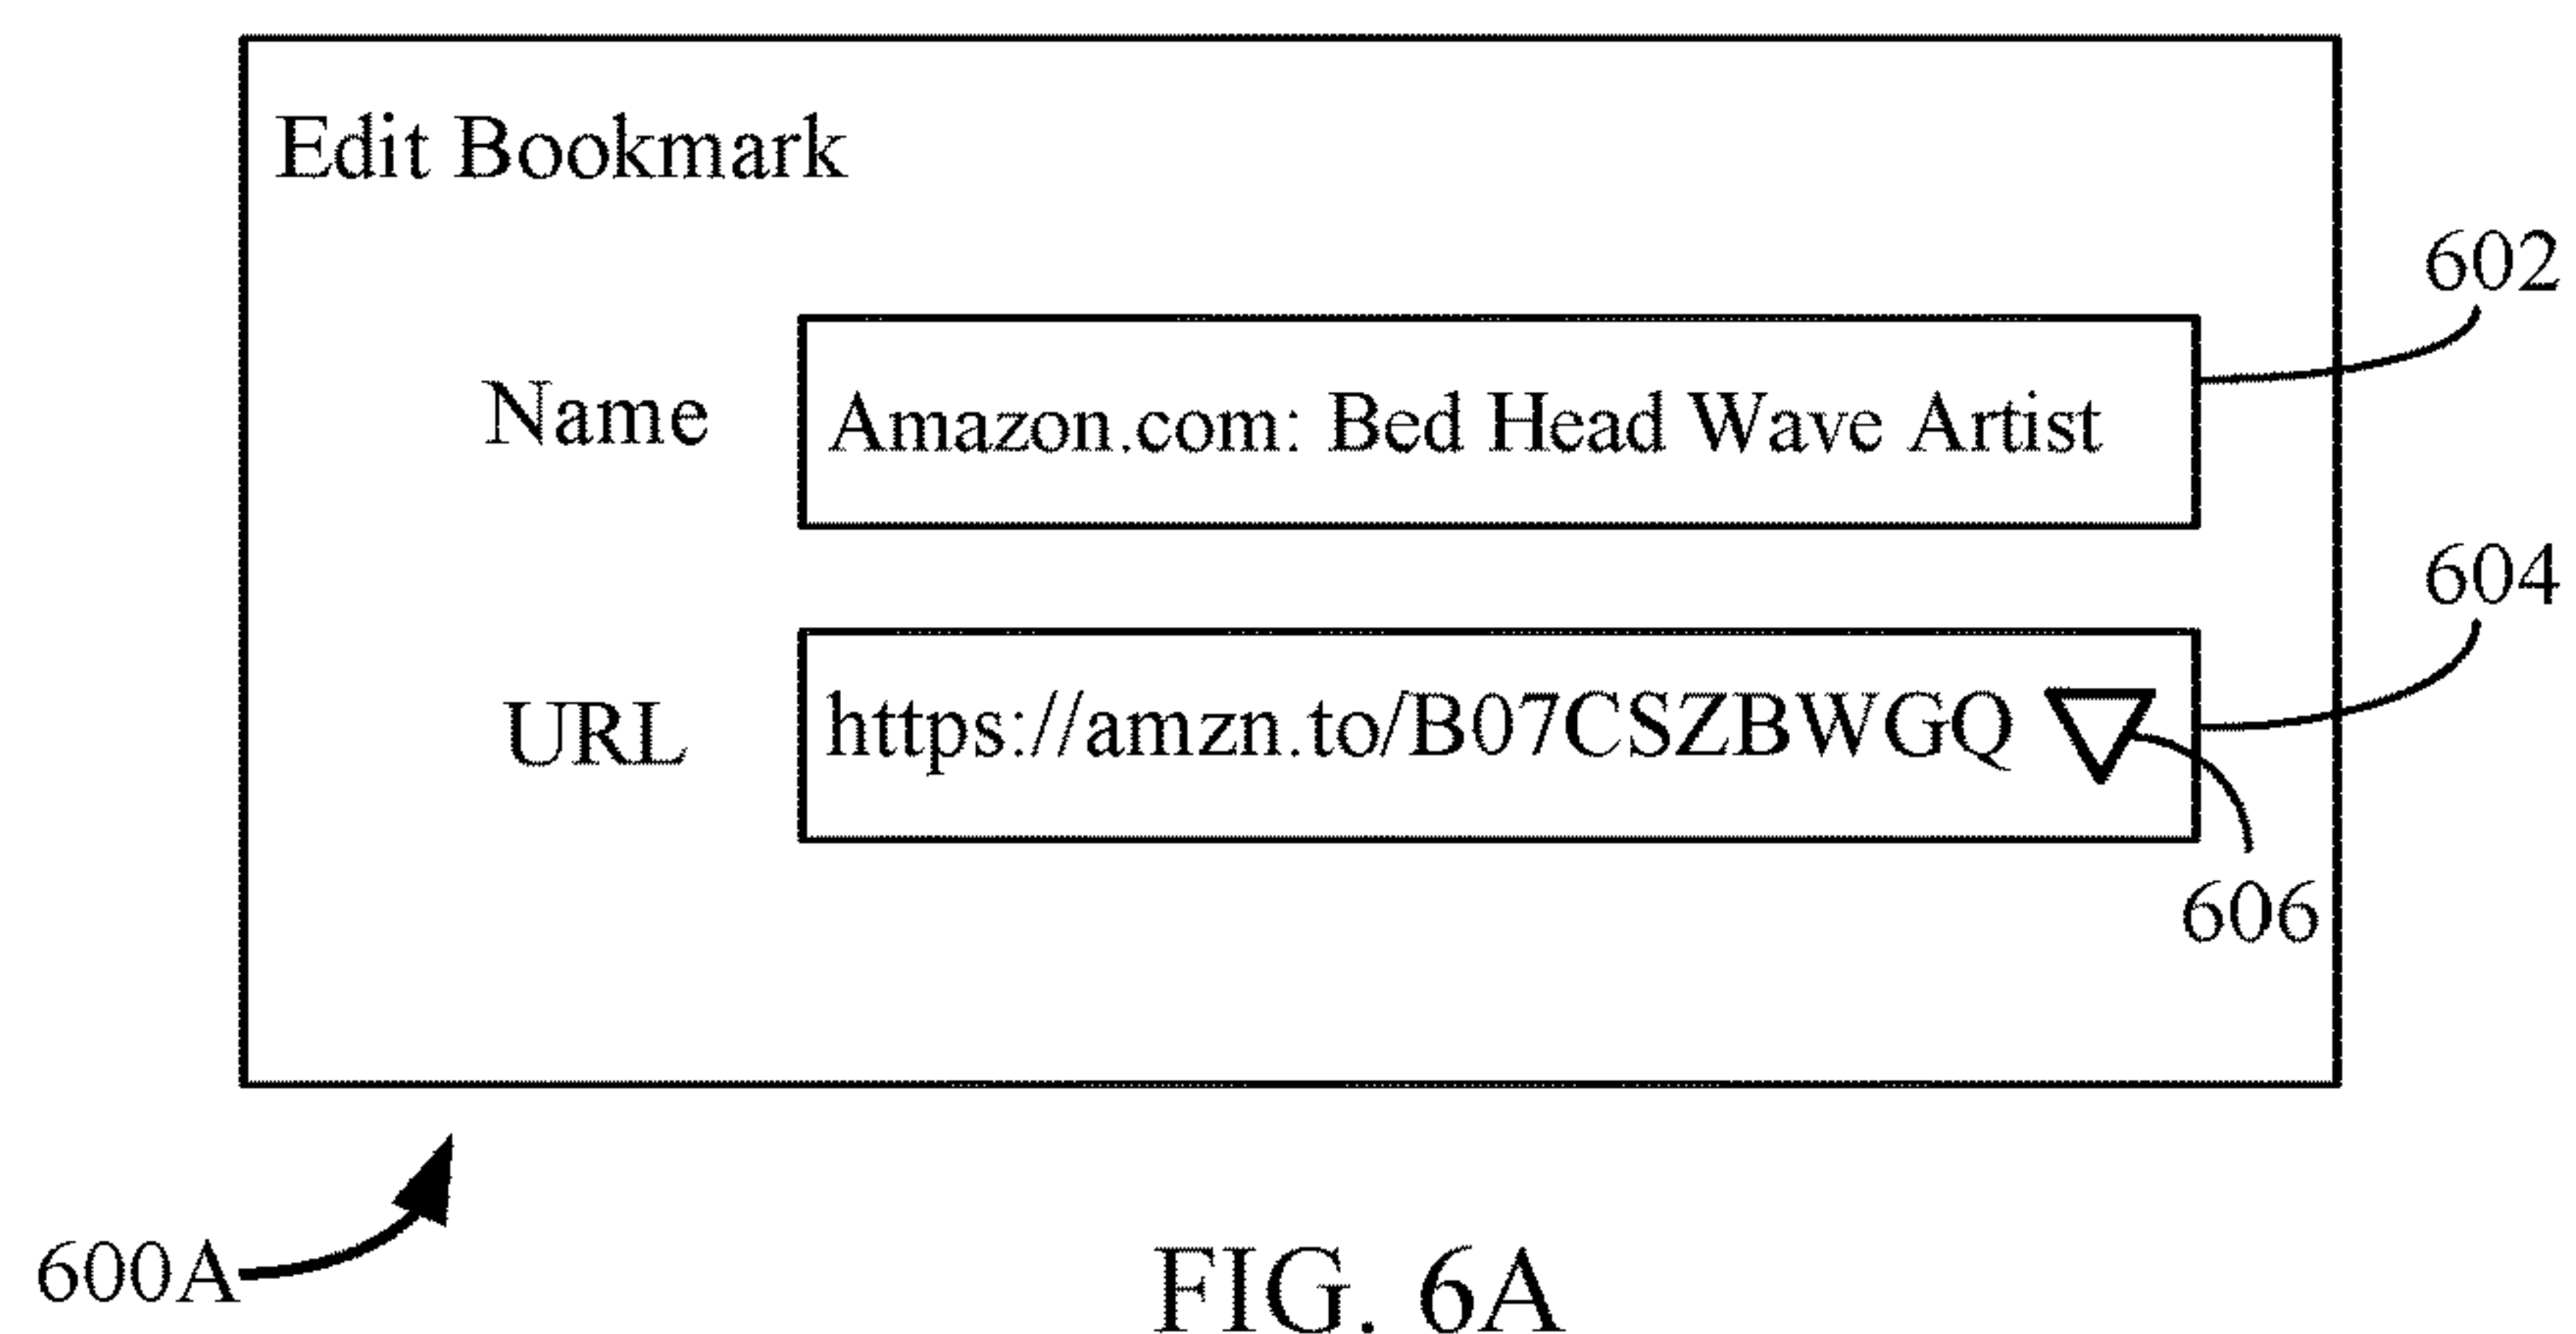 Edit Bookmark
602
Name
Amazon.com: Bed Head Wave Artist
604
URL
https://amzn.to/B07CSZBWGQ
606
600A
FIG. 6A